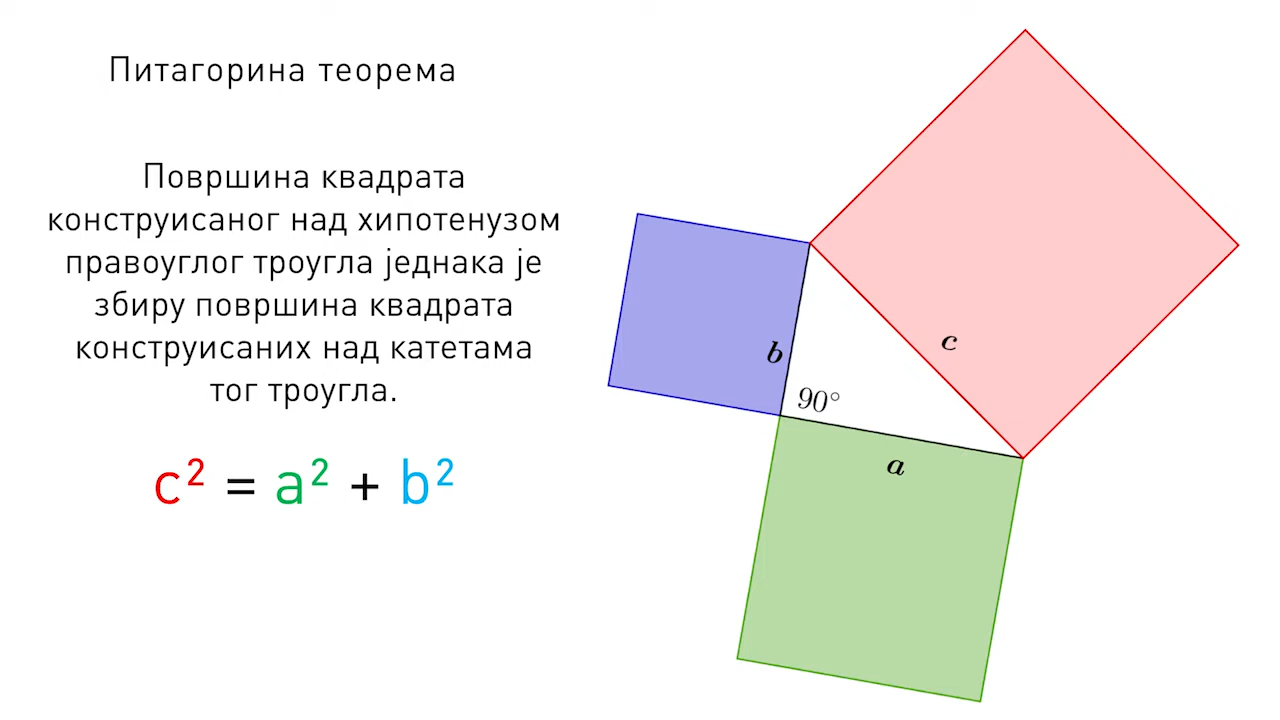 Питагорина теорема
Површина квадрата
конструисаног над хипотенузом
правоуглог троугла једнака је
збиру површина квадрата
конструисаних над катетама
тог троугла.
c² = a² + b²
b
c
90°
a